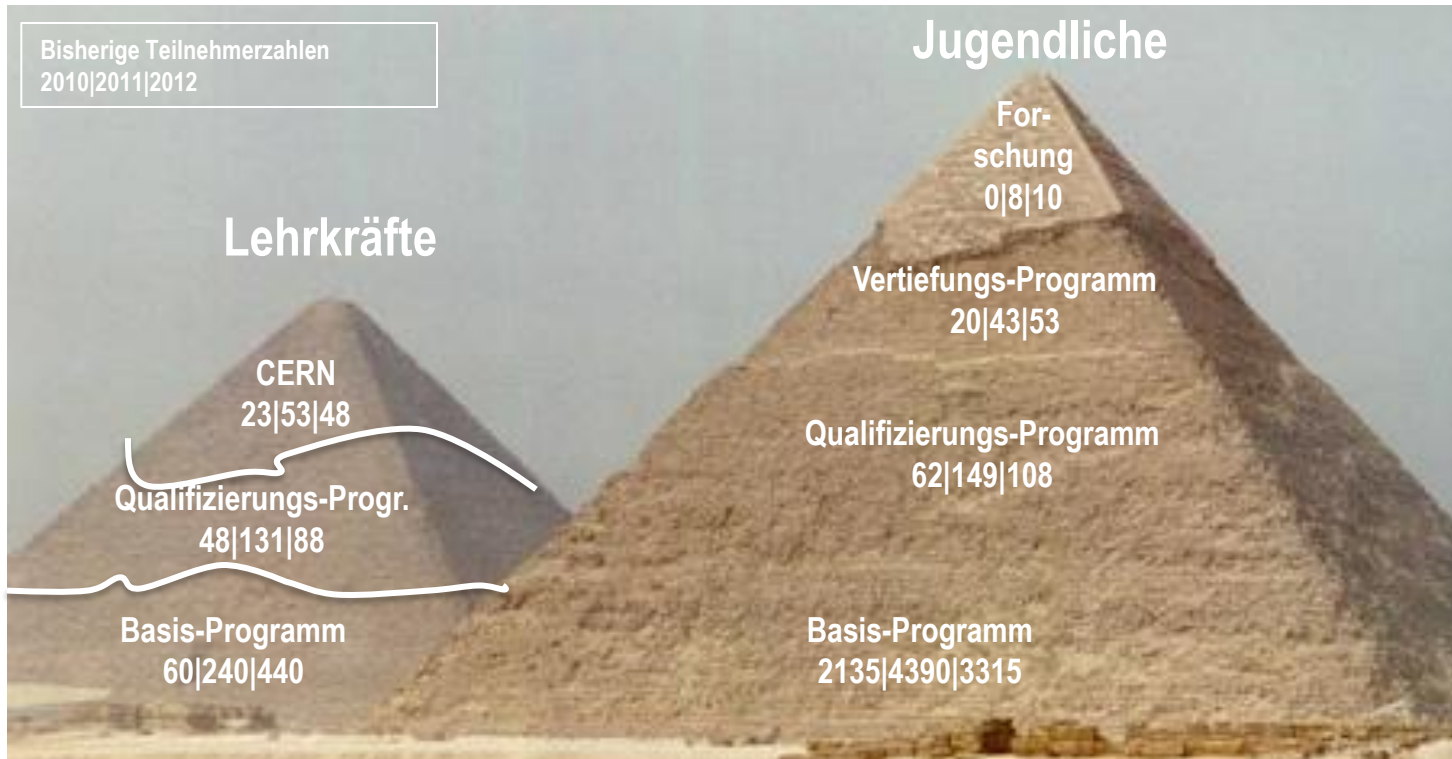 Bisherige Teilnehmerzahlen
2010|2011|2012
Jugendliche
For-
schung
0|8|10
Vertiefungs-Programm
20|43|53
Qualifizierungs-Programm
62|149|108
Basis-Programm
2135|4390|3315
Lehrkräfte
CERN
23|53|48
Qualifizierungs-Progr.
48|131|88
Basis-Programm
60|240|440